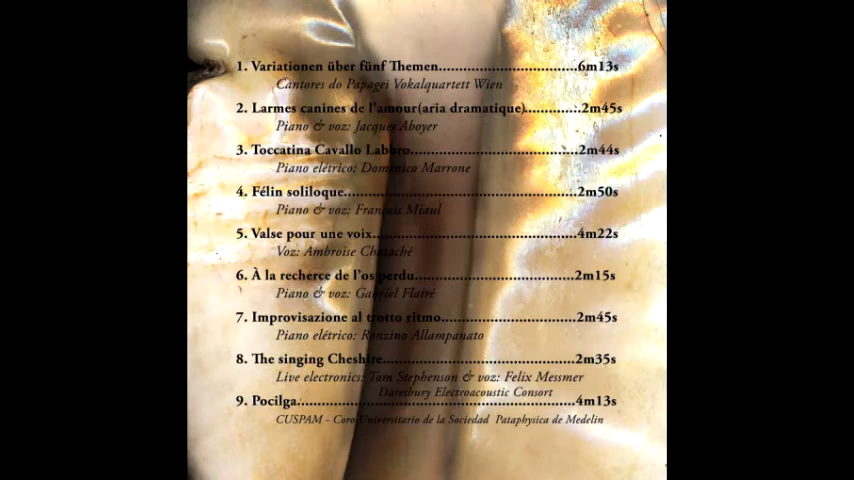 1. Variationen über fünf Themen....................................6m13s
Cantores do Papagei Vokalquartett Wien
2. Larmes canines de l'amour(aria dramatique)............:.2m45s
Piano & voz: Jacques Aboyer
3. Toccatina Cavallo Labbro...........................................2m44s
Piano elétrico: Domenico Marrone
4. Félin soliloque............................................................2m50s
Piano & voz: François Miaul
5. Valse pour une voix.....................................................4m22s
Voz: Ambroise Chataché
6. À la recherce de l'os perdu.........................................2m15s
Piano & voz: Gabriel Flairé
7. Improvisazione al trotto ritmo...................................2m45s
Piano elétrico: Ronzino Allampanato
8. The singing Cheshire..................................................2m35s
Live electronics: Tom Stephenson & voz: Felix Messmer
Daresbury Electroacoustic Consort
9. Pocilga........................................................................4m13s
CUSPAM - Coro Universitario de la Sociedad Pataphysica de Medelin